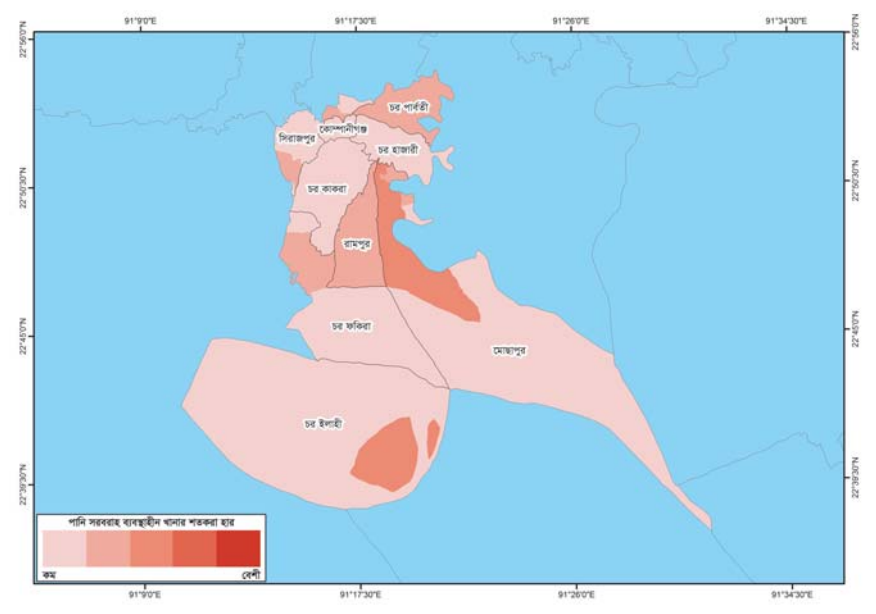 91°9'0"E 91°17'30"E 91°26'0"E 91°34'30"E
22°56'0"N 22°56'0"N
চর পার্বতী
কোম্পানীগঞ্জ
সিরাজপুর
চর হাজারী
22°50'30"N 22°50'30"N
চর কাকরা
রামপুর
22°45'0"N 22°45'0"N
চর ফকিরা
মোছাপুর
চর ইলাহী
22°39'30"N 22°39'30"N
পানি সরবরাহ ব্যবস্থাহীন খানার শতকরা হার
কম বেশী
91°9'0"E 91°17'30"E 91°26'0"E 91°34'30"E